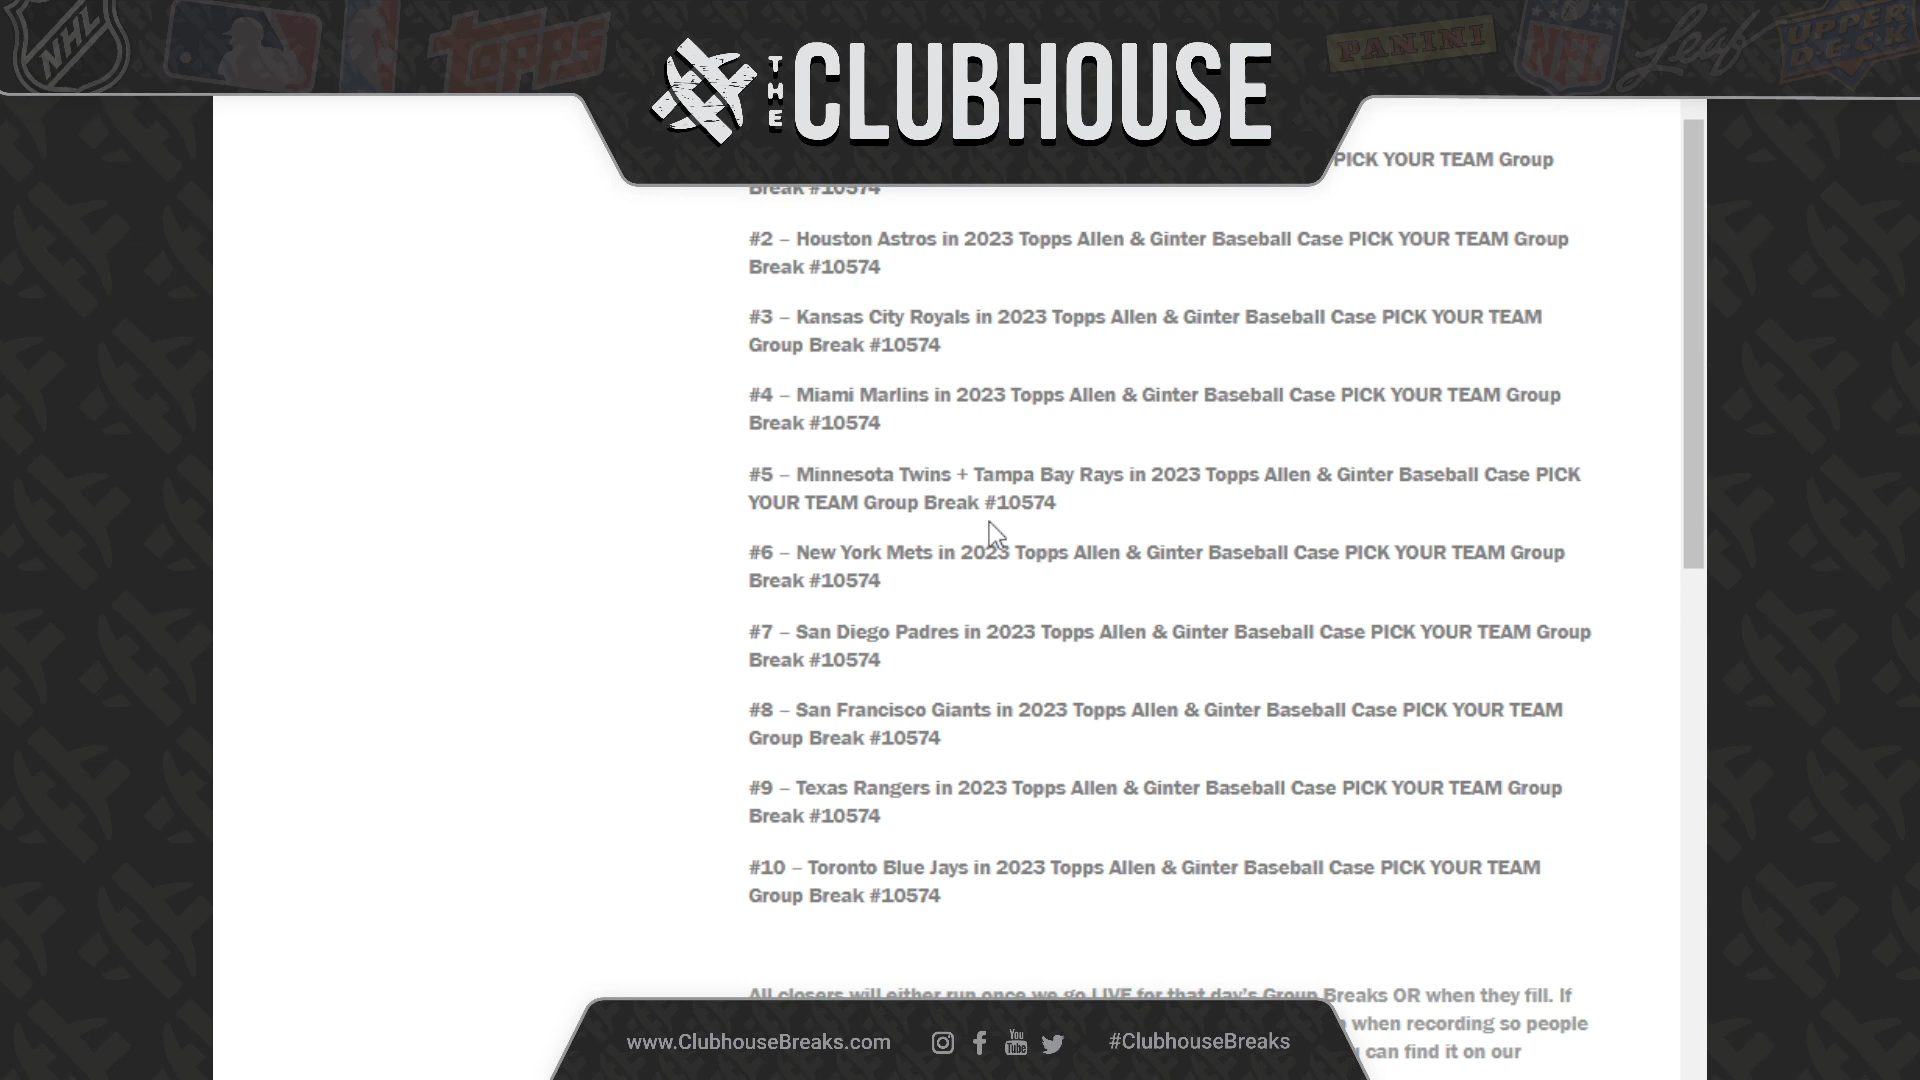 NHL
TOPPS
THE CLUBHOUSE
PANINI
NFL
Leaf
UPPER DECK
PICK YOUR TEAM Group
Break #10574
#2 – Houston Astros in 2023 Topps Allen & Ginter Baseball Case PICK YOUR TEAM Group
Break #10574
#3 – Kansas City Royals in 2023 Topps Allen & Ginter Baseball Case PICK YOUR TEAM
Group Break #10574
#4 – Miami Marlins in 2023 Topps Allen & Ginter Baseball Case PICK YOUR TEAM Group
Break #10574
#5 – Minnesota Twins + Tampa Bay Rays in 2023 Topps Allen & Ginter Baseball Case PICK
YOUR TEAM Group Break #10574
#6 – New York Mets in 2023 Topps Allen & Ginter Baseball Case PICK YOUR TEAM Group
Break #10574
#7 – San Diego Padres in 2023 Topps Allen & Ginter Baseball Case PICK YOUR TEAM Group
Break #10574
#8 – San Francisco Giants in 2023 Topps Allen & Ginter Baseball Case PICK YOUR TEAM
Group Break #10574
#9 – Texas Rangers in 2023 Topps Allen & Ginter Baseball Case PICK YOUR TEAM Group
Break #10574
#10 – Toronto Blue Jays in 2023 Topps Allen & Ginter Baseball Case PICK YOUR TEAM
Group Break #10574
All closers will either run once we go LIVE for that day's Group Breaks OR when they fill. If
when recording so people
can find it on our
www.ClubhouseBreaks.com
You Tube
#ClubhouseBreaks